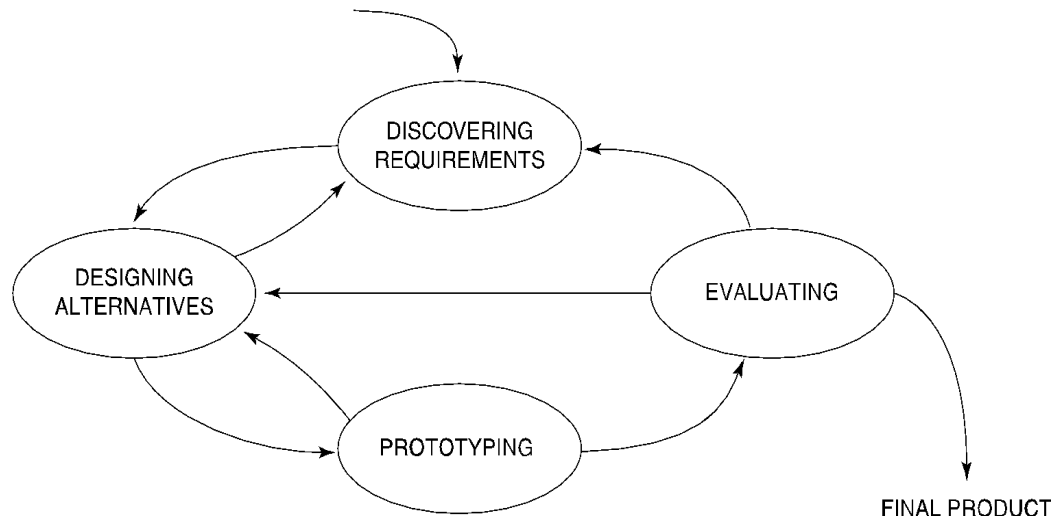 DISCOVERING
REQUIREMENTS
DESIGNING
ALTERNATIVES
EVALUATING
PROTOTYPING
FINAL PRODUCT